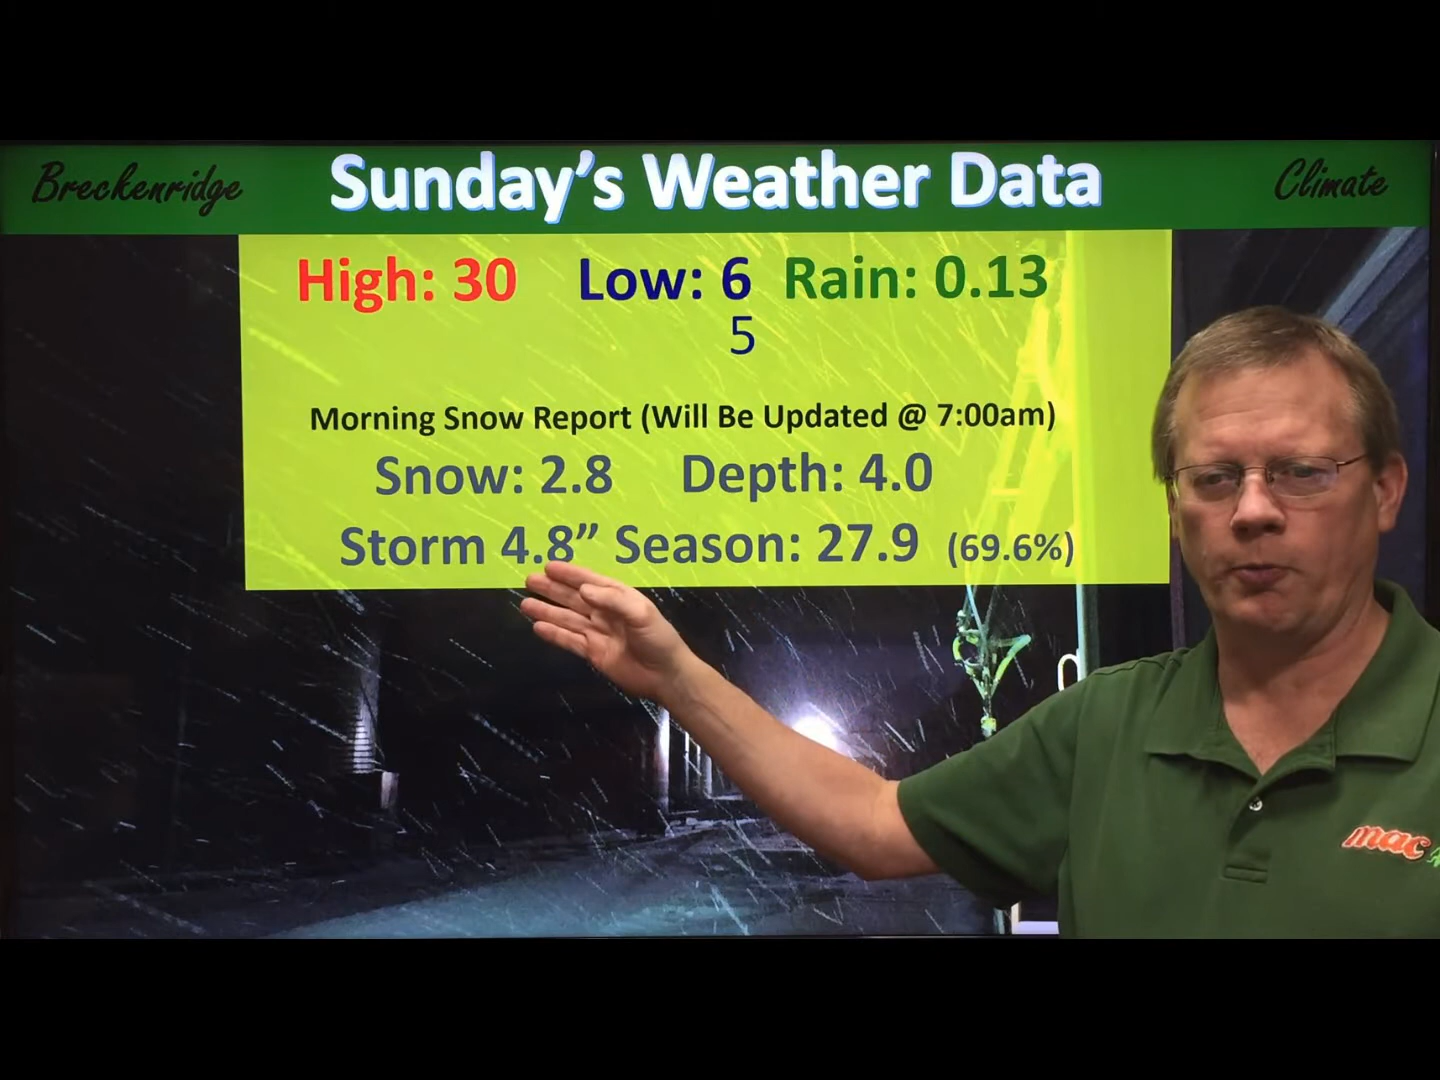 Breckenridge Sunday's Weather Data Climate
High: 30 Low: 6 Rain: 0.13
5
Morning Snow Report (Will Be Updated @ 7:00am)
Snow: 2.8 Depth: 4.0
Storm 4.8” Season: 27.9 (69.6%)
mac